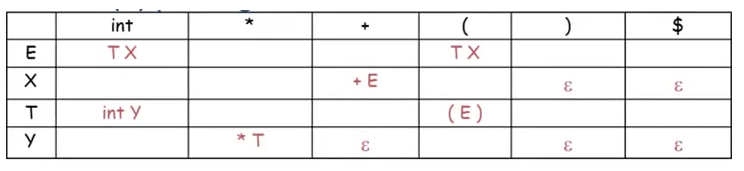 int * + ( ) $
E T X T X
X + E ε ε
T int Y ( E )
Y * T ε ε ε